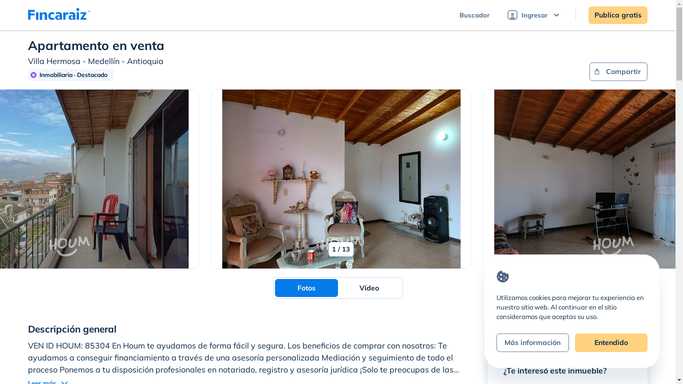 Fincaraiz
Buscador
Ingresar
Publica gratis
Apartamento en venta
Villa Hermosa - Medellín - Antioquia
Inmobiliaria · Destacado
Compartir
HOUM
1 / 13
HOUM
Fotos
Video
Utilizamos cookies para mejorar tu experiencia en
nuestro sitio web. Al continuar en el sitio
consideramos que aceptas su uso.
Más información
Entendido
Descripción general
VEN ID HOUM: 85304 En Houm te ayudamos de forma fácil y segura. Los beneficios de comprar con nosotros: Te
ayudamos a conseguir financiamiento a través de una asesoría personalizada Mediación y seguimiento de todo el
proceso Ponemos a tu disposición profesionales en notariado, registro y asesoría jurídica ¡Solo te preocupas de las...
Leer más
¿Te interesó este inmueble?